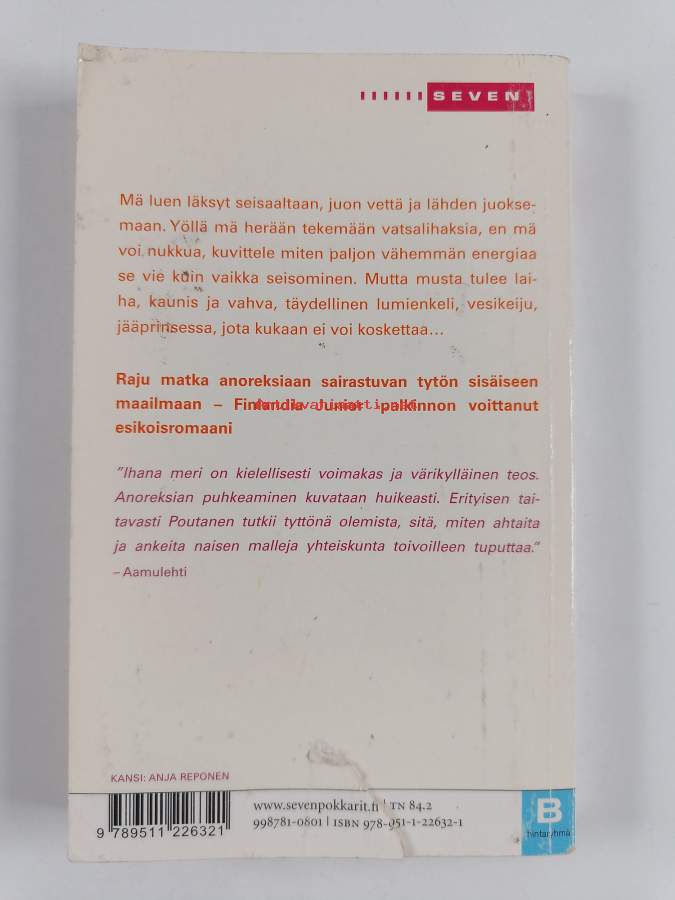 SEVEN
Mä luen läksyt seisaaltaan, juon vettä ja lähden juokse-
maan. Yöllä mä herään tekemään vatsalihaksia, en mä
voi nukkua, kuvittele miten paljon vähemmän energiaa
se vie kuin vaikka seisominen. Mutta musta tulee lai-
ha, kaunis ja vahva, täydellinen lumienkeli, vesikeiju,
jääprinsessa, jota kukaan ei voi koskettaa...
Raju matka anoreksiaan sairastuvan tytön sisäiseen
maailmaan – Finlandia Junior -palkinnon voittanut
esikoisromaani
”Ihana meri on kielellisesti voimakas ja värikylläinen teos.
Anoreksian puhkeaminen kuvataan huikeasti. Erityisen tai-
tavasti Poutanen tutkii tyttönä olemista, sitä, miten ahtaita
ja ankeita naisen malleja yhteiskunta toivoilleen tuputtaa.”
– Aamulehti
KANSI: ANJA REPONEN
www.sevenpokkarit.fi | TN 84.2
998781-0801 | ISBN 978-951-1-22632-1
9 789511 226321
B
hintaryhmä